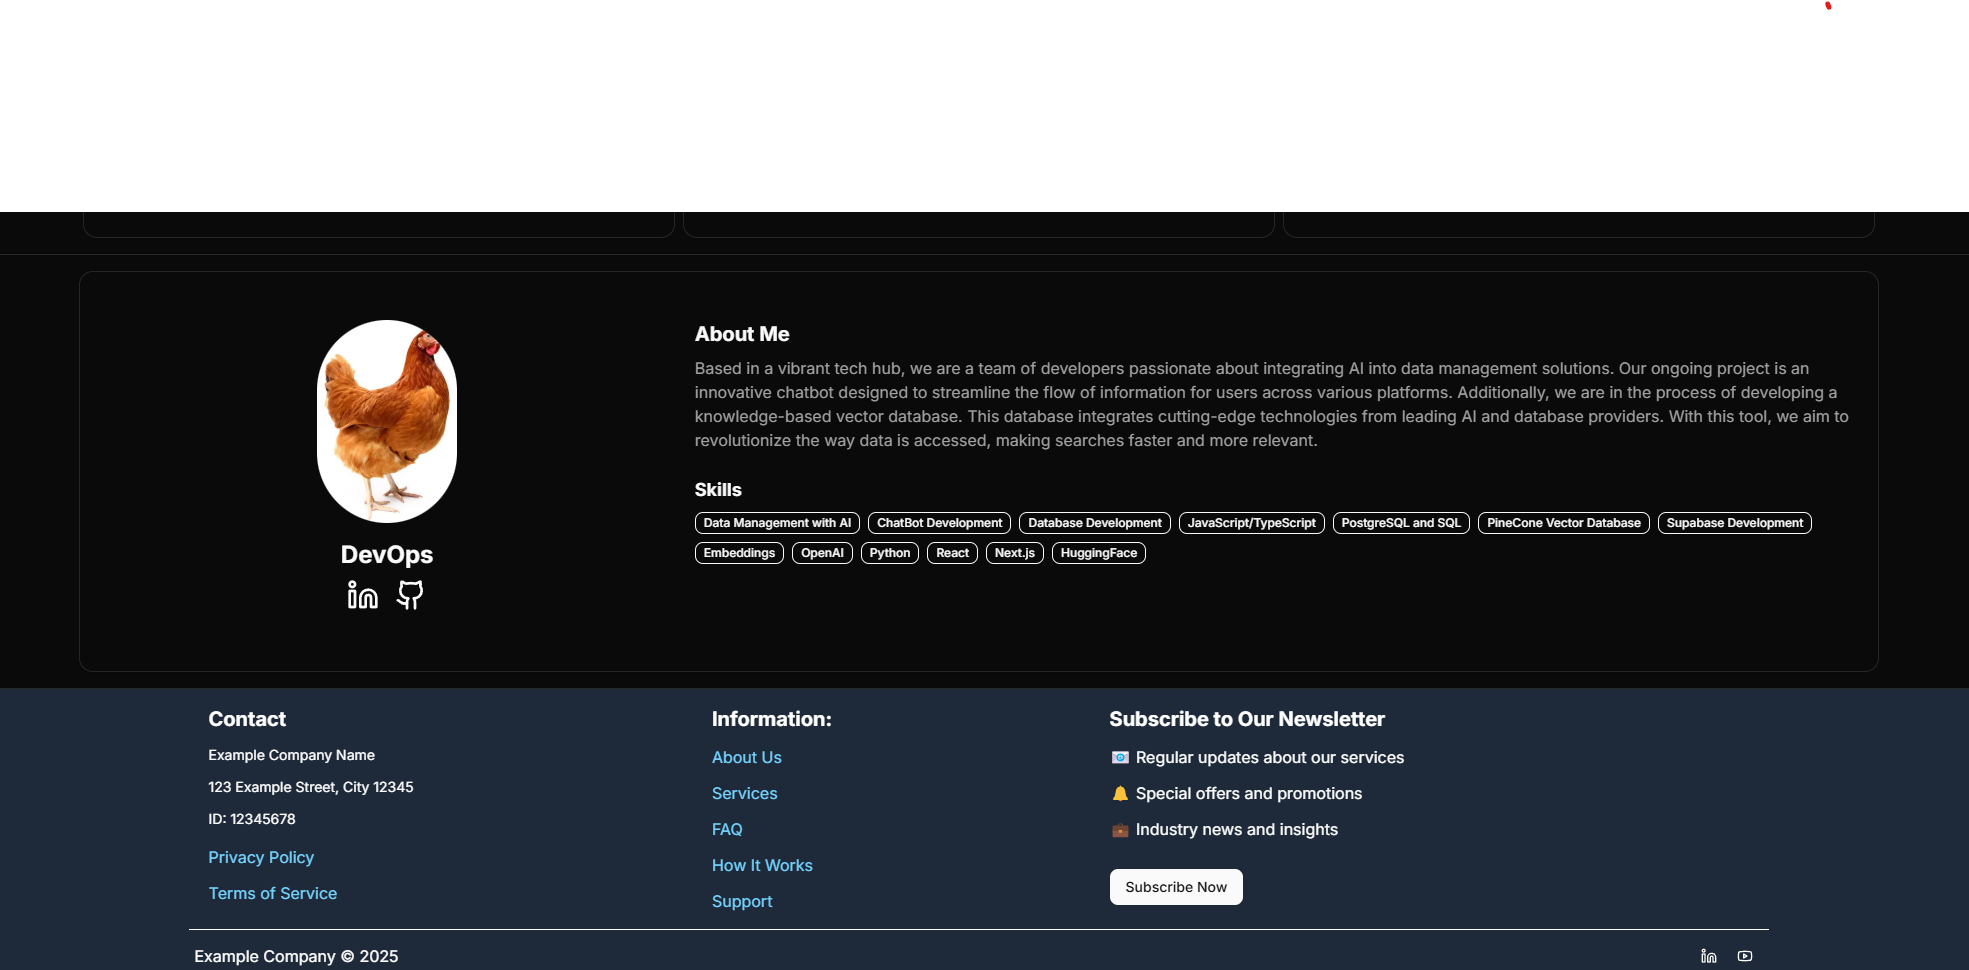 About Me
Based in a vibrant tech hub, we are a team of developers passionate about integrating AI into data management solutions. Our ongoing project is an
innovative chatbot designed to streamline the flow of information for users across various platforms. Additionally, we are in the process of developing a
knowledge-based vector database. This database integrates cutting-edge technologies from leading AI and database providers. With this tool, we aim to
revolutionize the way data is accessed, making searches faster and more relevant.
Skills
Data Management with AI ChatBot Development Database Development JavaScript/TypeScript PostgreSQL and SQL PineCone Vector Database Supabase Development
Embeddings OpenAI Python React Next.js HuggingFace
DevOps
Contact
Example Company Name
123 Example Street, City 12345
ID: 12345678
Privacy Policy
Terms of Service
Information:
About Us
Services
FAQ
How It Works
Support
Subscribe to Our Newsletter
📧 Regular updates about our services
🔔 Special offers and promotions
💼 Industry news and insights
Subscribe Now
Example Company © 2025